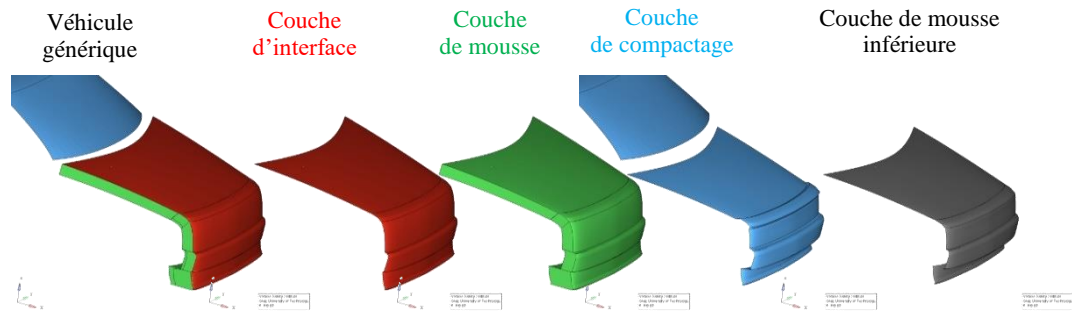 Véhicule
générique
Couche
d’interface
Couche
de mousse
Couche
de compactage
Couche de mousse
inférieure